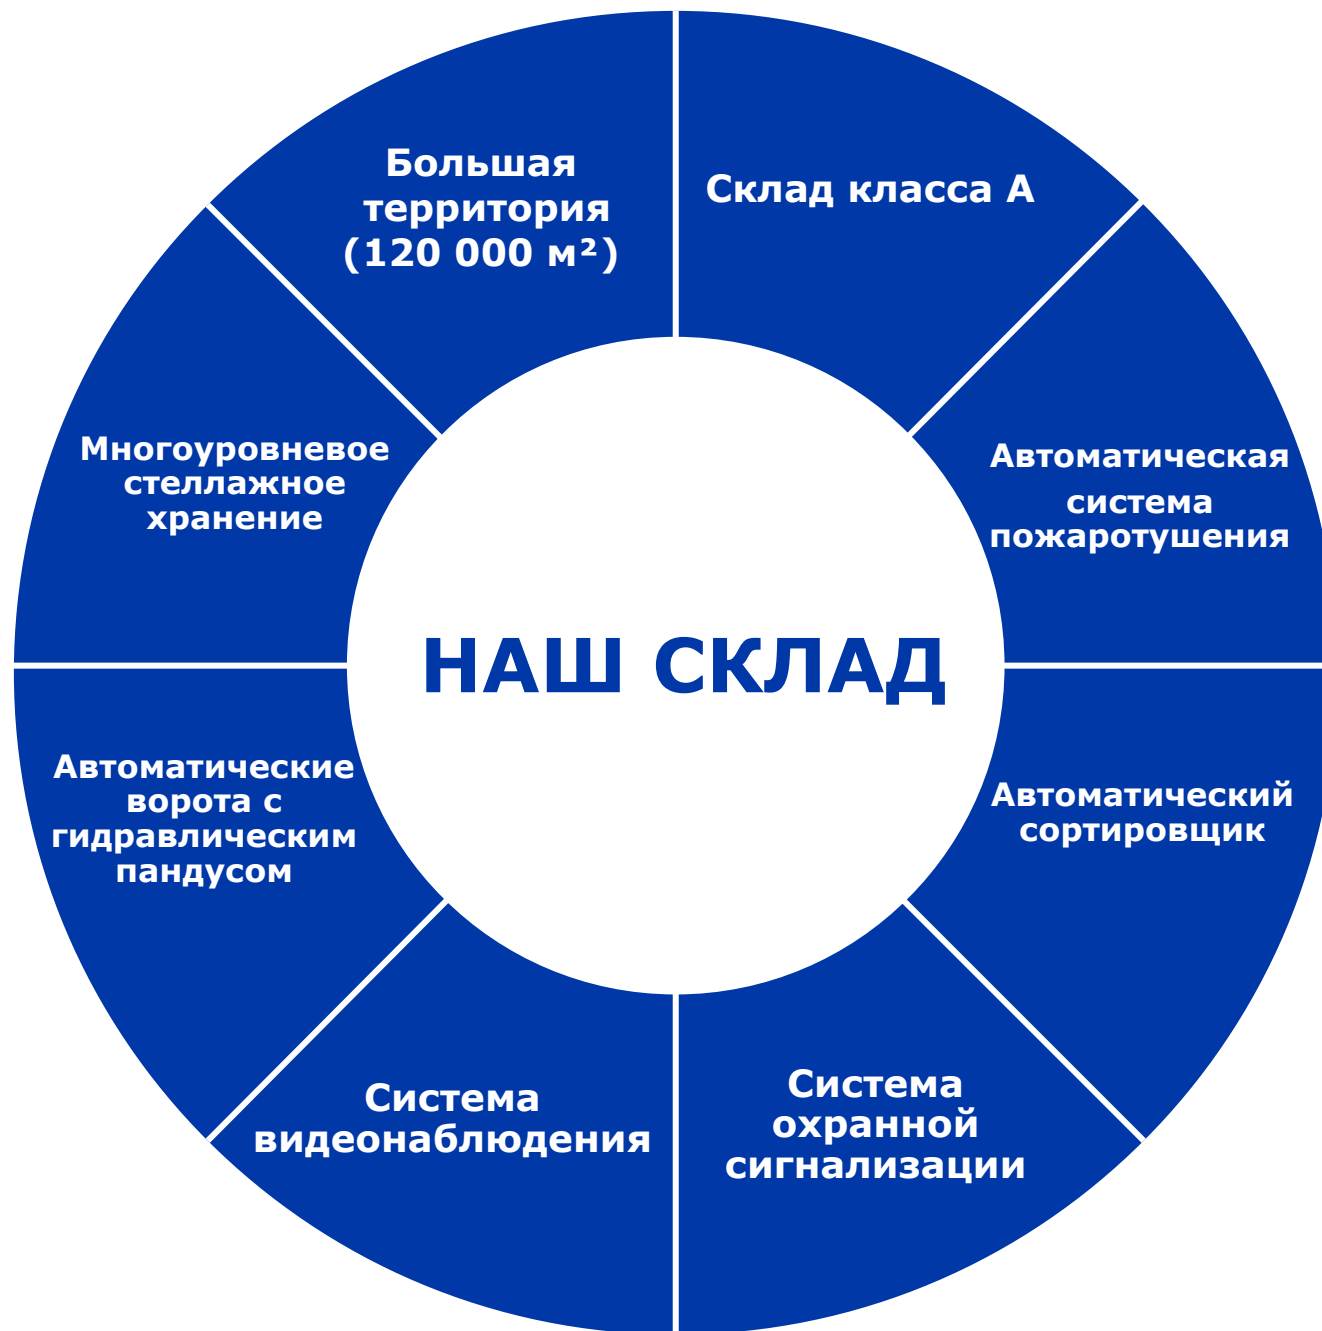 Большая
территория
(120 000 м²)
Склад класса А
Автоматическая
система
пожаротушения
Автоматический
сортировщик
Система
охранной
сигнализации
Система
видеонаблюдения
Автоматические
ворота с
гидравлическим
пандусом
Многоуровневое
стеллажное
хранение
НАШ СКЛАД